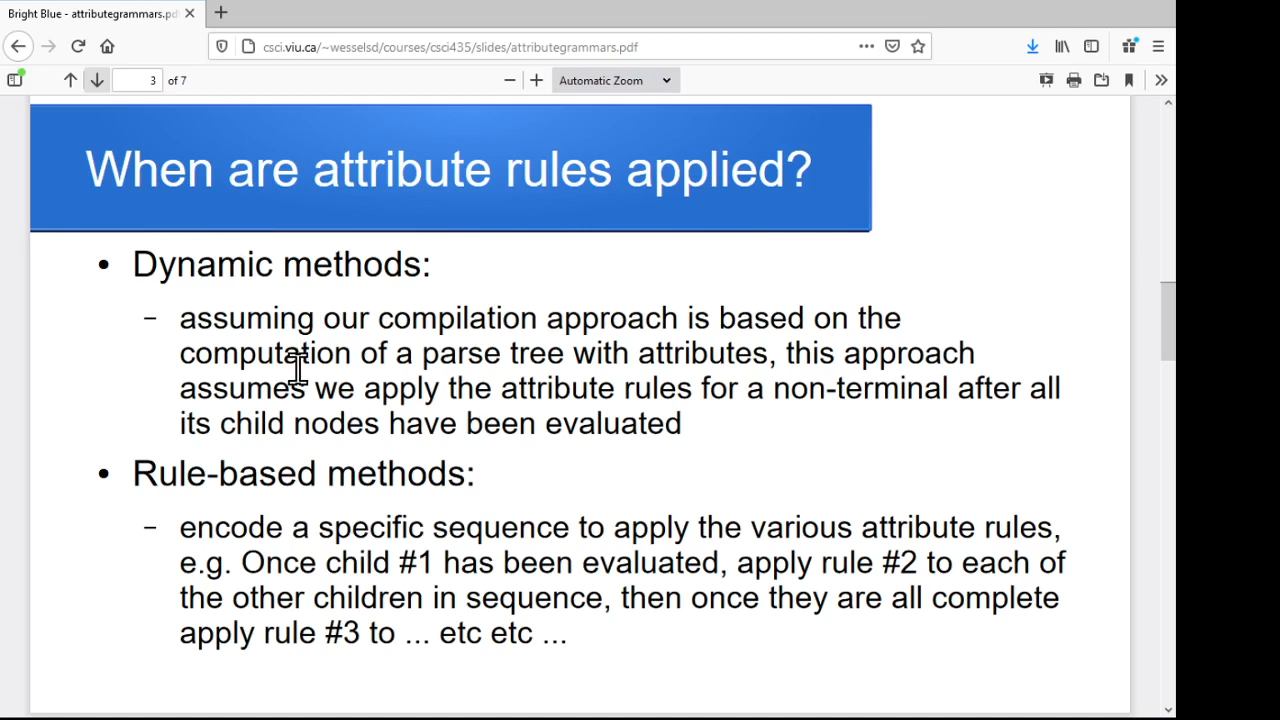 Bright Blue - attributegrammars.pd
csci.viu.ca/~wesselsd/courses/csci435/slides/attributegrammars.pdf
3 of 7
Automatic Zoom
When are attribute rules applied?
• Dynamic methods:
– assuming our compilation approach is based on the
computation of a parse tree with attributes, this approach
assumes we apply the attribute rules for a non-terminal after all
its child nodes have been evaluated
• Rule-based methods:
– encode a specific sequence to apply the various attribute rules,
e.g. Once child #1 has been evaluated, apply rule #2 to each of
the other children in sequence, then once they are all complete
apply rule #3 to ... etc etc ...